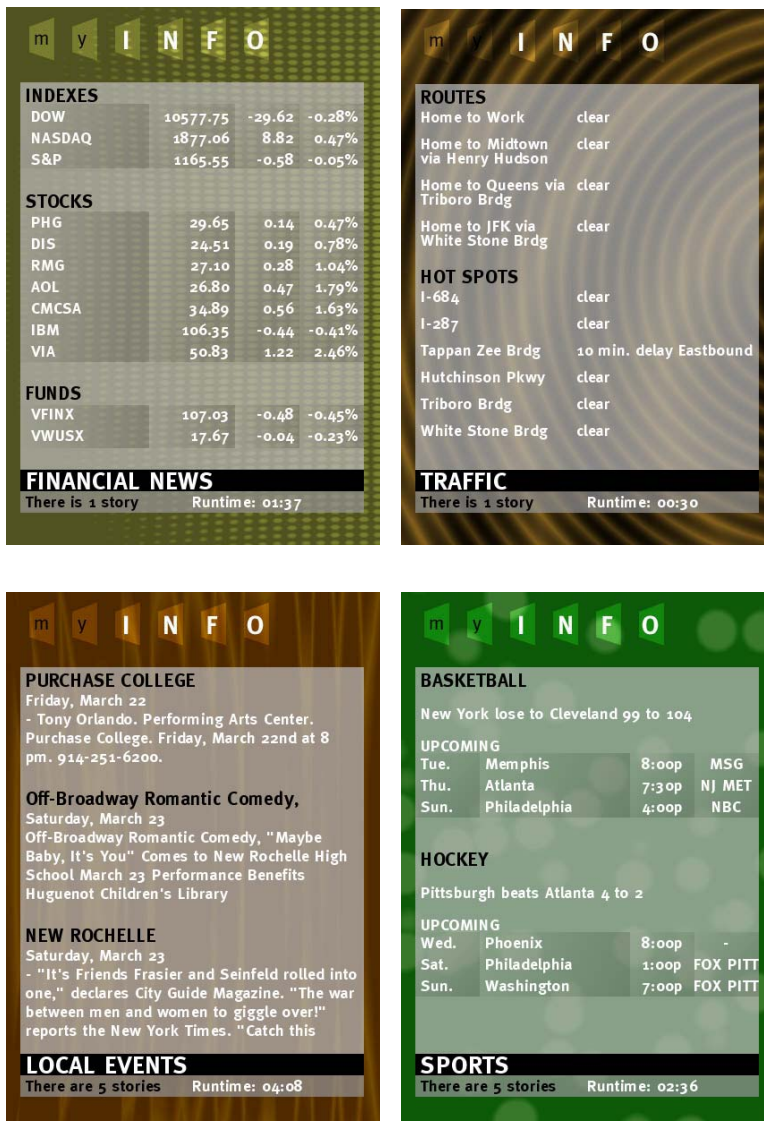 my INFO
INDEXES
DOW 10577.75 -29.62 -0.28%
NASDAQ 1877.06 8.82 0.47%
S&P 1165.55 -0.58 -0.05%
STOCKS
PHG 29.65 0.14 0.47%
DIS 24.51 0.19 0.78%
RMG 27.10 0.28 1.04%
AOL 26.80 0.47 1.79%
CMCSA 34.89 0.56 1.63%
IBM 106.35 -0.44 -0.41%
VIA 50.83 1.22 2.46%
FUNDS
VFINX 107.03 -0.48 -0.45%
VWUSX 17.67 -0.04 -0.23%
FINANCIAL NEWS
There is 1 story Runtime: 01:37
my INFO
ROUTES
Home to Work clear
Home to Midtown clear
via Henry Hudson
Home to Queens via clear
Triboro Brdg
Home to JFK via clear
White Stone Brdg
HOT SPOTS
I-684 clear
I-287 clear
Tappan Zee Brdg 10 min. delay Eastbound
Hutchinson Pkwy clear
Triboro Brdg clear
White Stone Brdg clear
TRAFFIC
There is 1 story Runtime: 00:30
my INFO
PURCHASE COLLEGE
Friday, March 22
- Tony Orlando. Performing Arts Center.
Purchase College. Friday, March 22nd at 8
pm. 914-251-6200.
Off-Broadway Romantic Comedy,
Saturday, March 23
Off-Broadway Romantic Comedy, "Maybe
Baby, It's You" Comes to New Rochelle High
School March 23 Performance Benefits
Huguenot Children's Library
NEW ROCHELLE
Saturday, March 23
- "It's Friends Frasier and Seinfeld rolled into
one," declares City Guide Magazine. "The war
between men and women to giggle over!"
reports the New York Times. "Catch this
LOCAL EVENTS
There are 5 stories Runtime: 04:08
my INFO
BASKETBALL
New York lose to Cleveland 99 to 104
UPCOMING
Tue. Memphis 8:00p MSG
Thu. Atlanta 7:30p NJ MET
Sun. Philadelphia 4:00p NBC
HOCKEY
Pittsburgh beats Atlanta 4 to 2
UPCOMING
Wed. Phoenix 8:00p -
Sat. Philadelphia 1:00p FOX PITT
Sun. Washington 7:00p FOX PITT
SPORTS
There are 5 stories Runtime: 02:36